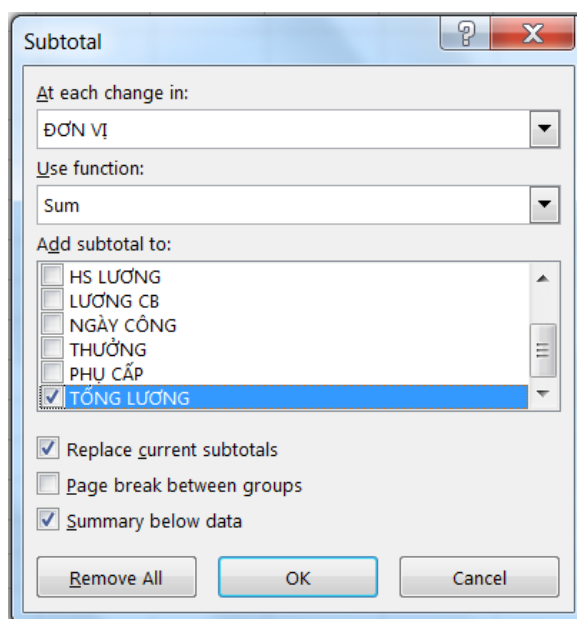 Subtotal
At each change in:
ĐƠN VỊ
Use function:
Sum
Add subtotal to:
HS LƯƠNG
LƯƠNG CB
NGÀY CÔNG
THƯỞNG
PHỤ CẤP
TỔNG LƯƠNG
Replace current subtotals
Page break between groups
Summary below data
Remove All OK Cancel